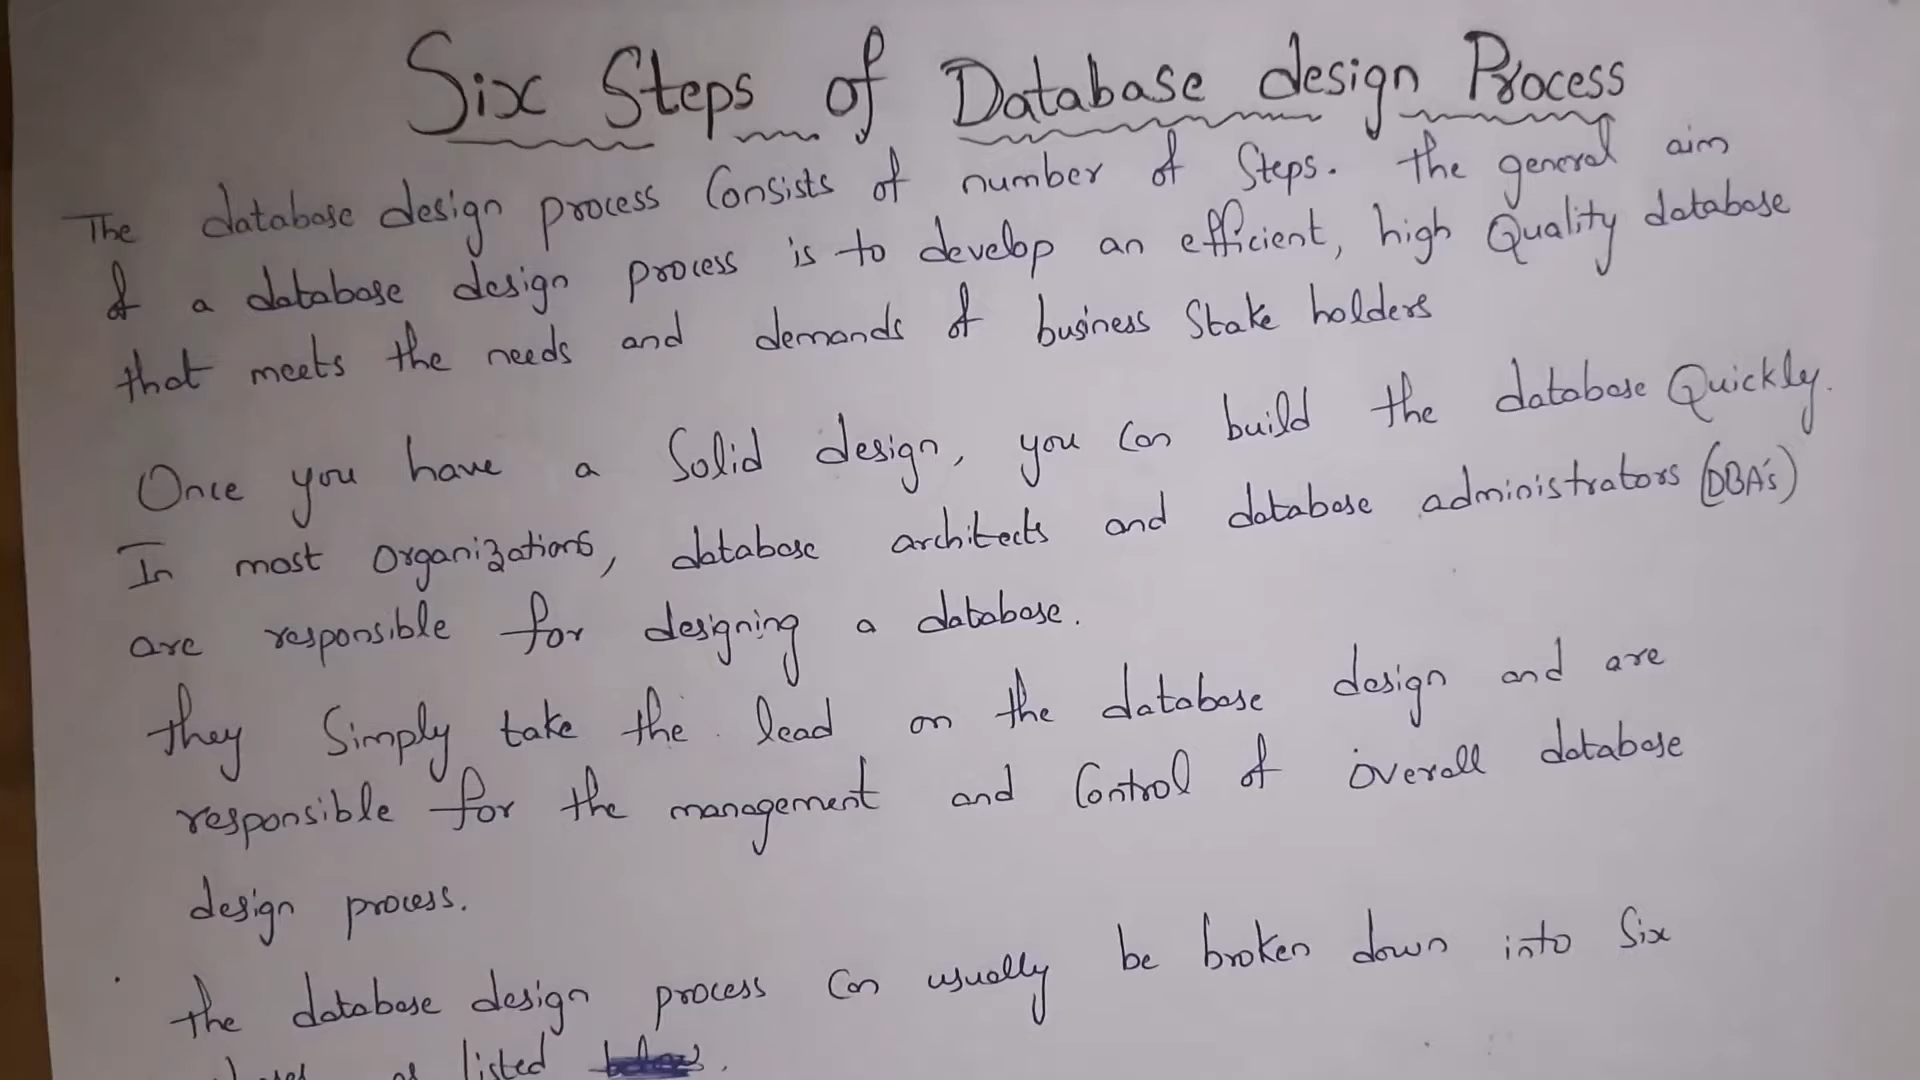 Six Steps of Database design Process
The database design process Consists of number of Steps. the general aim
of a database design process is to develop an efficient, high Quality database
that meets the needs and demands of business Stake holders
Once you have a Solid design, you Can build the database Quickly.
In most Organizations, database architects and database administrators (DBA's)
are responsible for designing a database.
they Simply take the lead on the database design and are
responsible for the management and Control of overall database
design process.
the database design process Can usually be broken down into Six
as listed